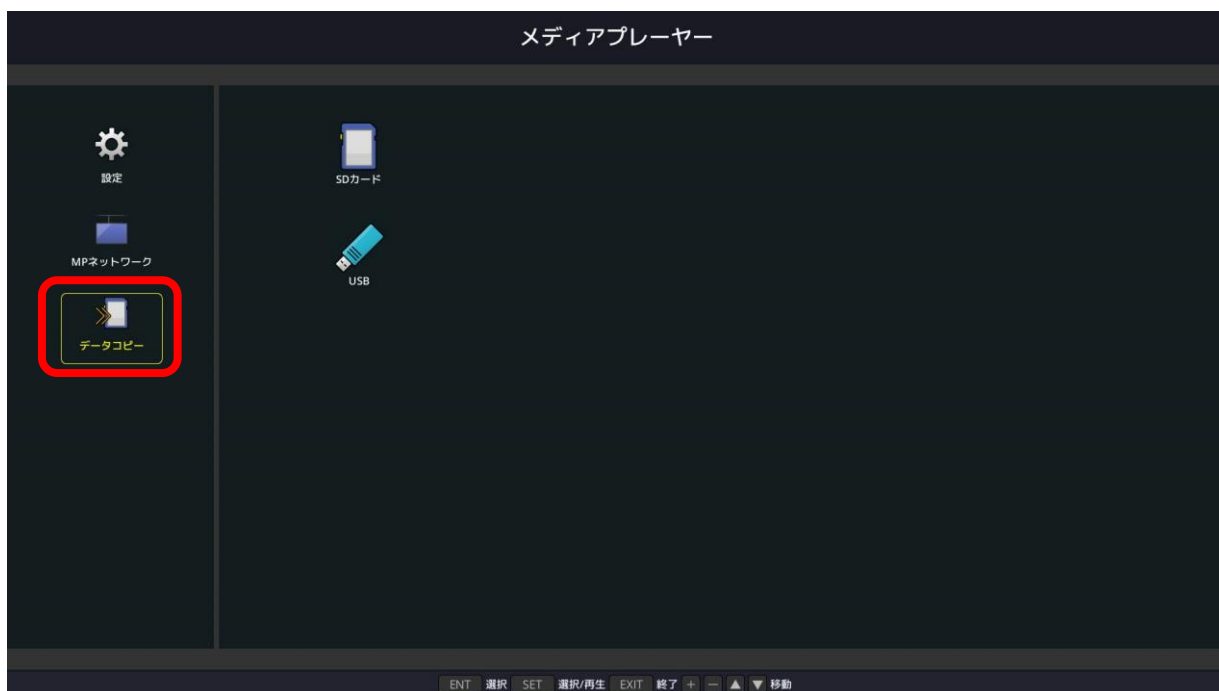 メディアプレーヤー
設定
MPネットワーク
データコピー
SDカード
USB
ENT 選択 SET 選択/再生 EXIT 終了 + − ▲ ▼ 移動